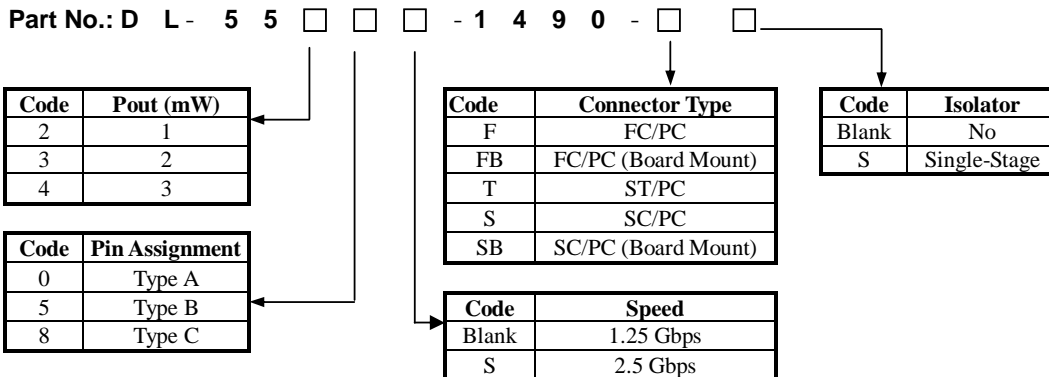 Part No.: D L - 5 5 □ □ □ - 1 4 9 0 - □ □
Code Pout (mW)
2 1
3 2
4 3
Code Pin Assignment
0 Type A
5 Type B
8 Type C
Code Connector Type
F FC/PC
FB FC/PC (Board Mount)
T ST/PC
S SC/PC
SB SC/PC (Board Mount)
Code Speed
Blank 1.25 Gbps
S 2.5 Gbps
Code Isolator
Blank No
S Single-Stage